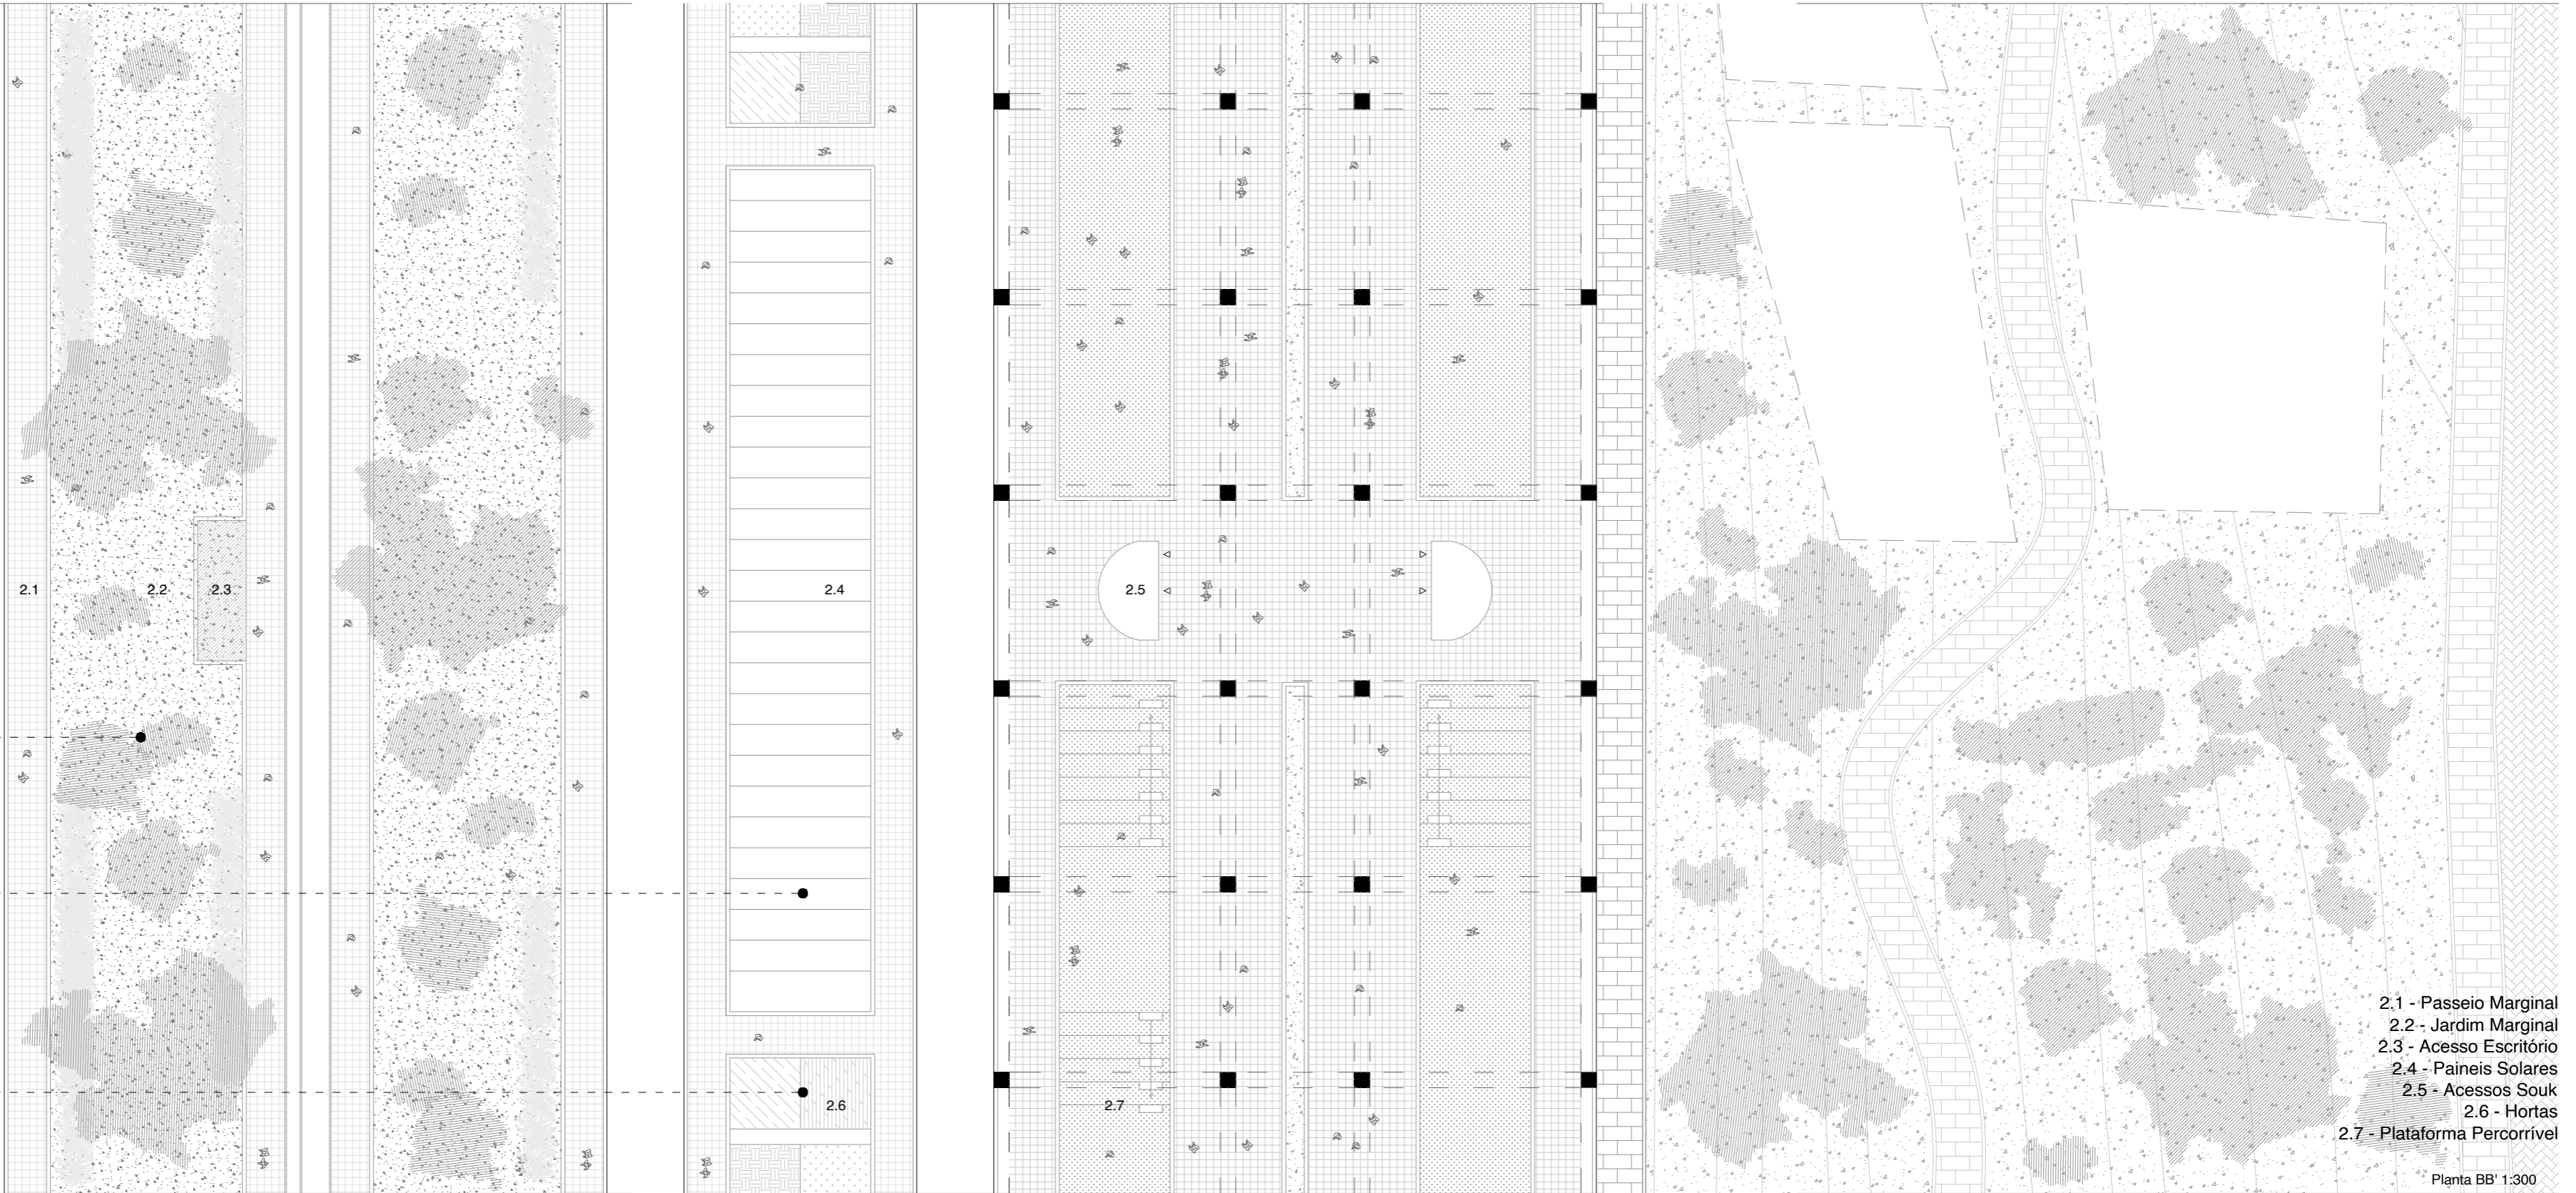 2.1
2.2
2.3
2.4
2.5
2.6
2.7
2.1 - Passeio Marginal
2.2 - Jardim Marginal
2.3 - Acesso Escritório
2.4 - Paineis Solares
2.5 - Acessos Souk
2.6 - Hortas
2.7 - Plataforma Percorrivel
Planta BB' 1:300